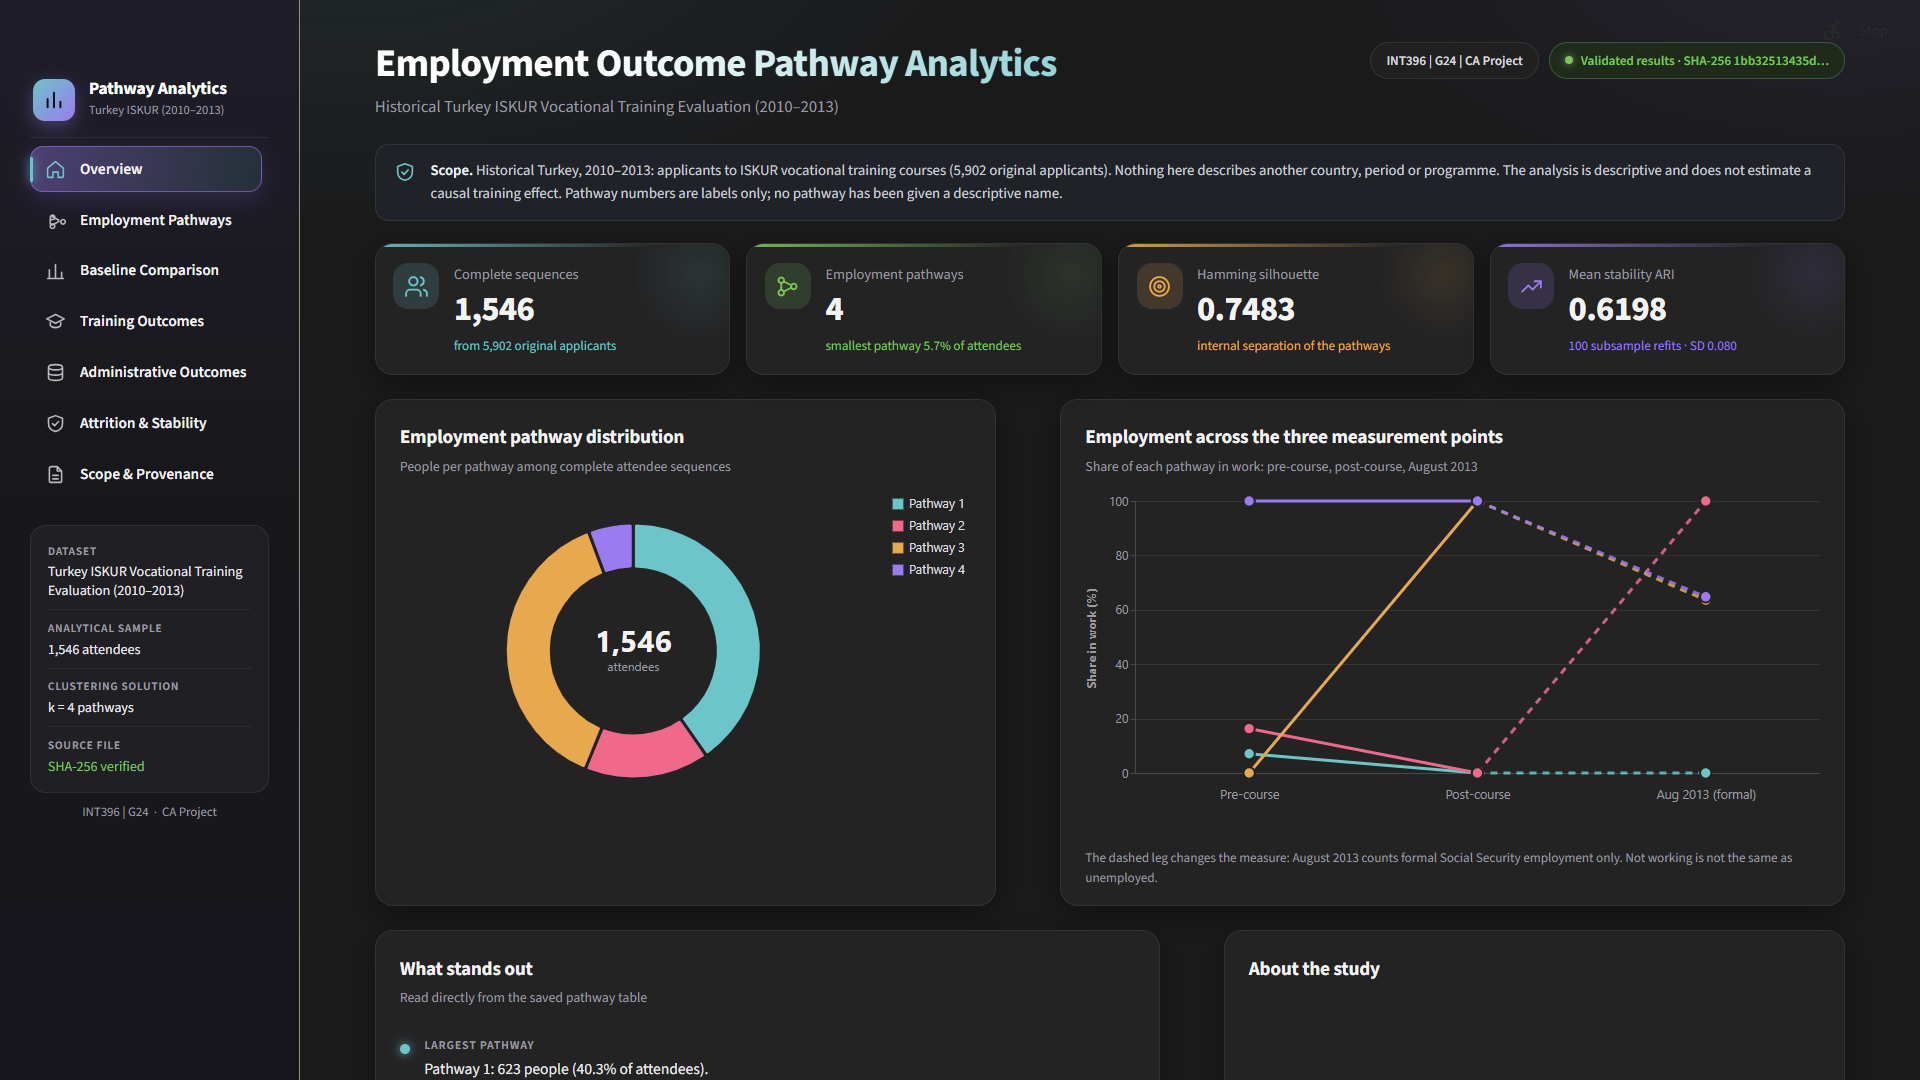 Pathway Analytics
Turkey ISKUR (2010–2013)
Overview
Employment Pathways
Baseline Comparison
Training Outcomes
Administrative Outcomes
Attrition & Stability
Scope & Provenance
DATASET
Turkey ISKUR Vocational Training
Evaluation (2010–2013)
ANALYTICAL SAMPLE
1,546 attendees
CLUSTERING SOLUTION
k = 4 pathways
SOURCE FILE
SHA-256 verified
INT396 | G24 · CA Project
Stop
Employment Outcome Pathway Analytics
INT396 | G24 | CA Project
Validated results · SHA-256 1bb32513435d…
Historical Turkey ISKUR Vocational Training Evaluation (2010–2013)
Scope. Historical Turkey, 2010–2013: applicants to ISKUR vocational training courses (5,902 original applicants). Nothing here describes another country, period or programme. The analysis is descriptive and does not estimate a
causal training effect. Pathway numbers are labels only; no pathway has been given a descriptive name.
Complete sequences
1,546
from 5,902 original applicants
Employment pathways
4
smallest pathway 5.7% of attendees
Hamming silhouette
0.7483
internal separation of the pathways
Mean stability ARI
0.6198
100 subsample refits · SD 0.080
Employment pathway distribution
People per pathway among complete attendee sequences
Pathway 1
Pathway 2
Pathway 3
Pathway 4
1,546
attendees
Employment across the three measurement points
Share of each pathway in work: pre-course, post-course, August 2013
Share in work (%)
100
80
60
40
20
0
Pre-course
Post-course
Aug 2013 (formal)
The dashed leg changes the measure: August 2013 counts formal Social Security employment only. Not working is not the same as
unemployed.
What stands out
Read directly from the saved pathway table
LARGEST PATHWAY
Pathway 1: 623 people (40.3% of attendees).
About the study